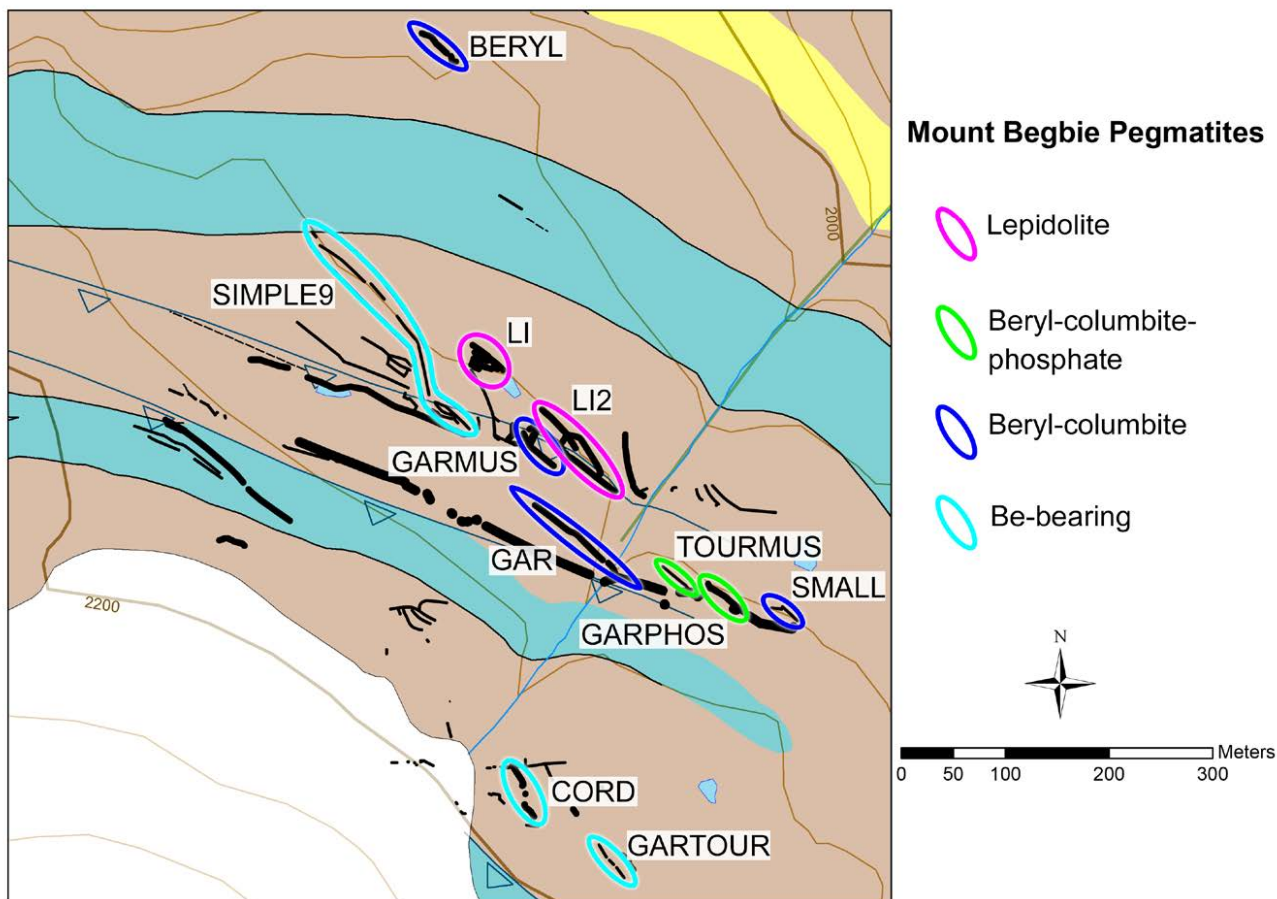 BERYL
2000
SIMPLE9
LI
LI2
GARMUS
GAR
TOURMUS
SMALL
GARPHOS
2200
CORD
GARTOUR
Mount Begbie Pegmatites
Lepidolite
Beryl-columbite-
phosphate
Beryl-columbite
Be-bearing
N
Meters
0 50 100 200 300